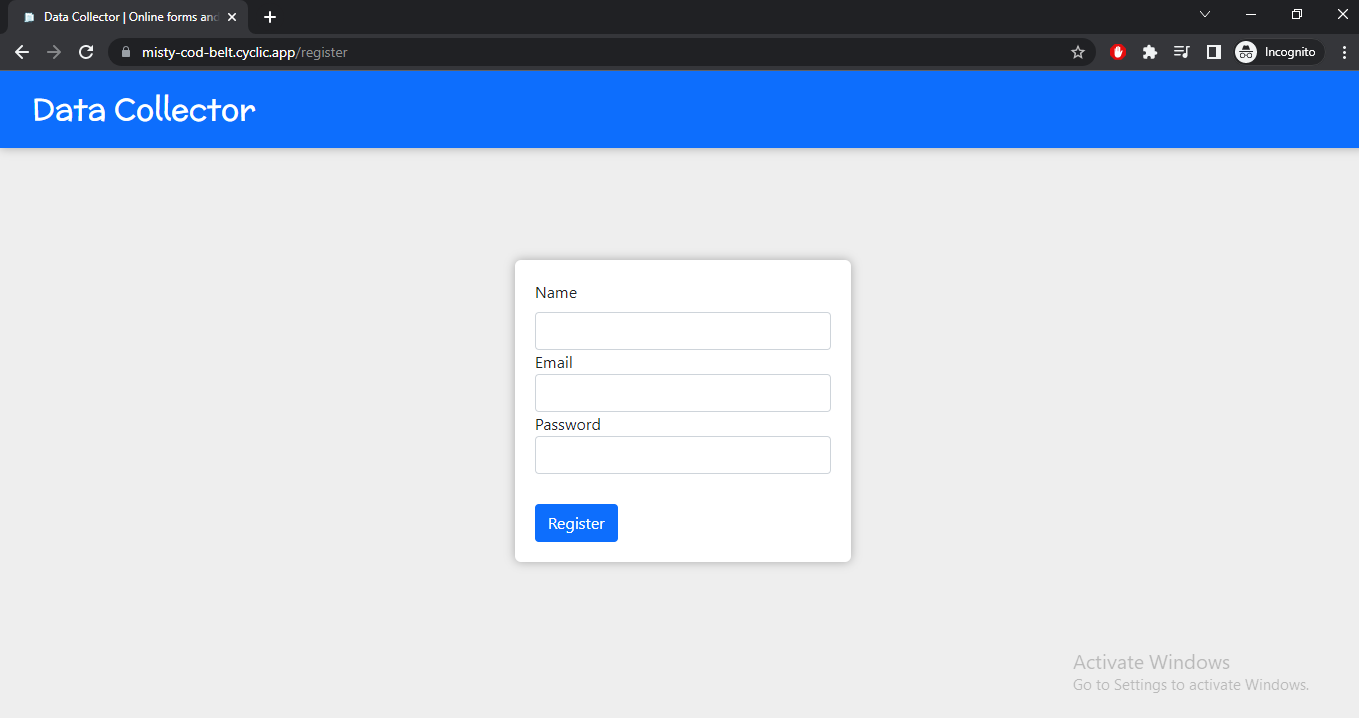 Data Collector | Online forms and
misty-cod-belt.cyclic.app/register
Incognito
Data Collector
Name
Email
Password
Register
Activate Windows
Go to Settings to activate Windows.